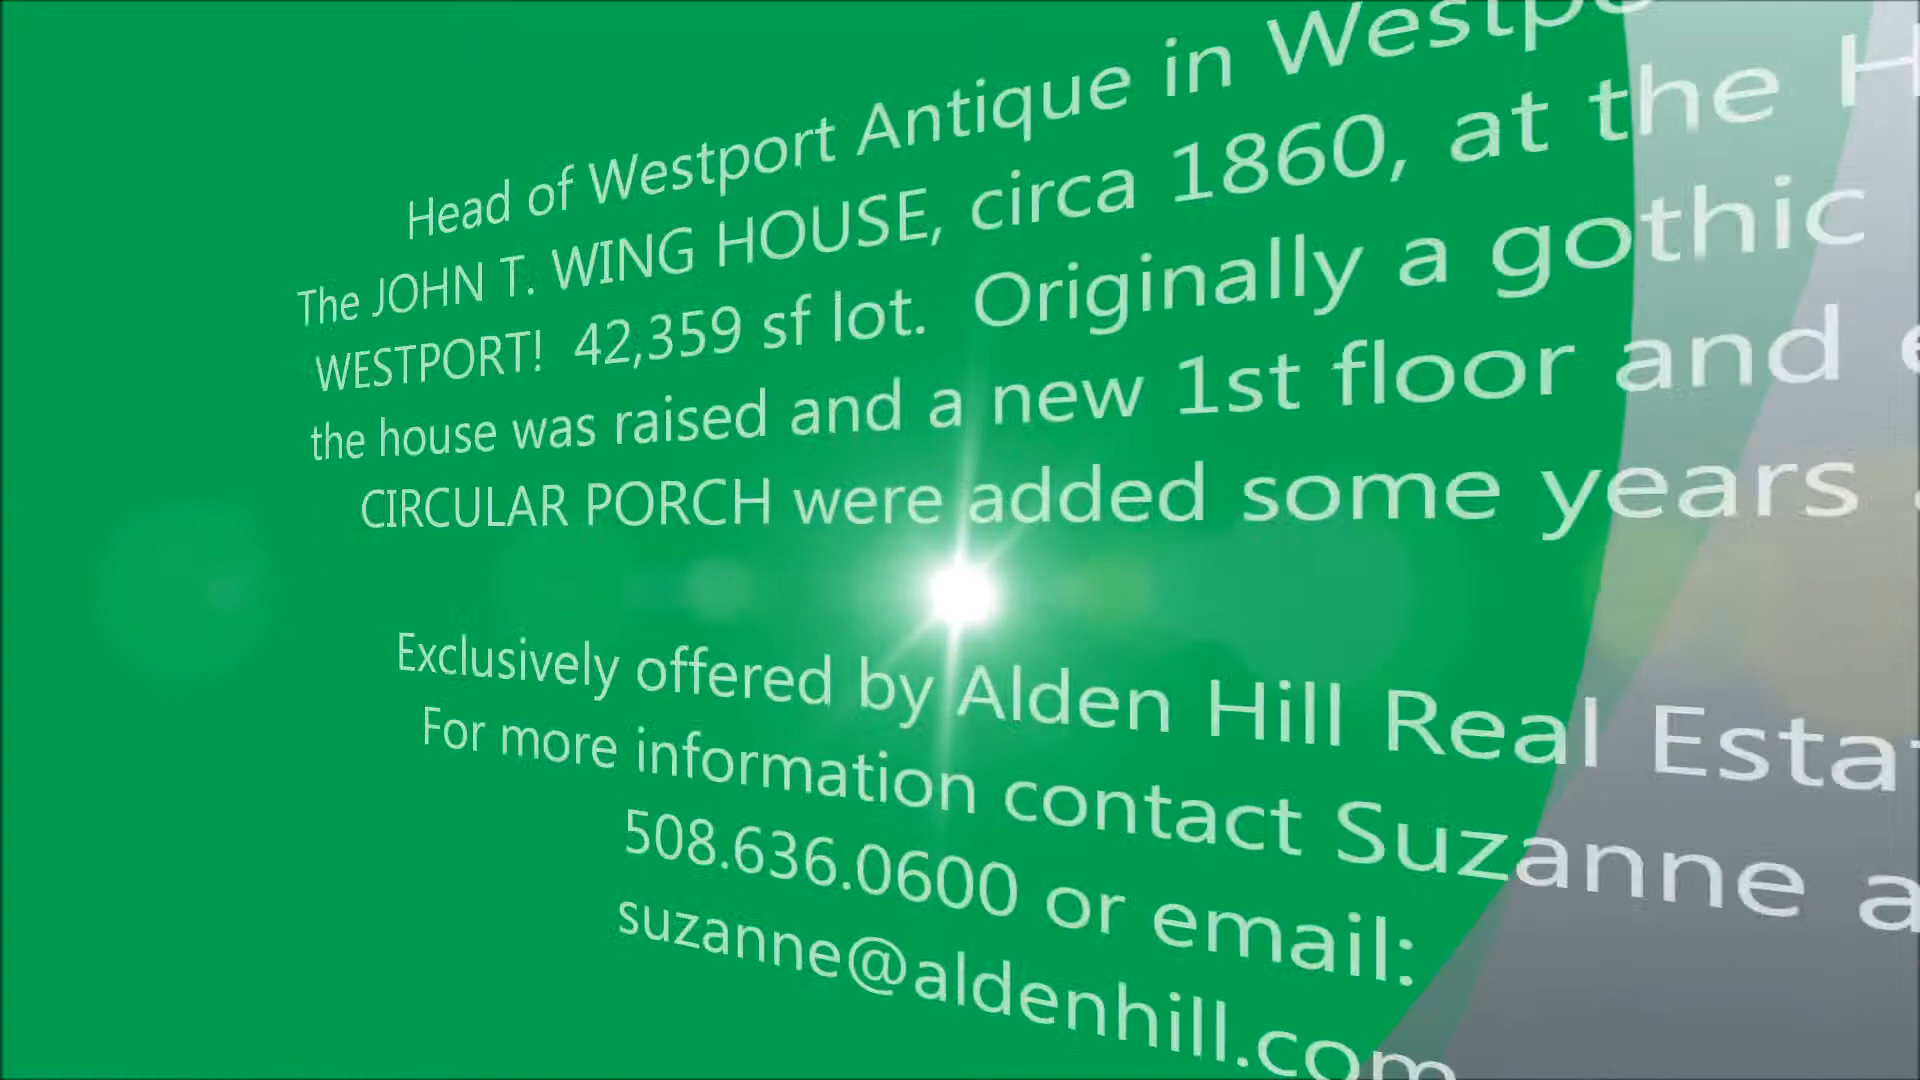 Head of Westport Antique in
The JOHN T. WING HOUSE, circa 1860, at the
WESTPORT!  42,359 sf lot.  Originally a gothic
the house was raised and a new 1st floor and
CIRCULAR PORCH were added some years
Exclusively offered by Alden Hill Real
For more information contact Suzanne
508.636.0600 or email:
suzanne@aldenhill.com